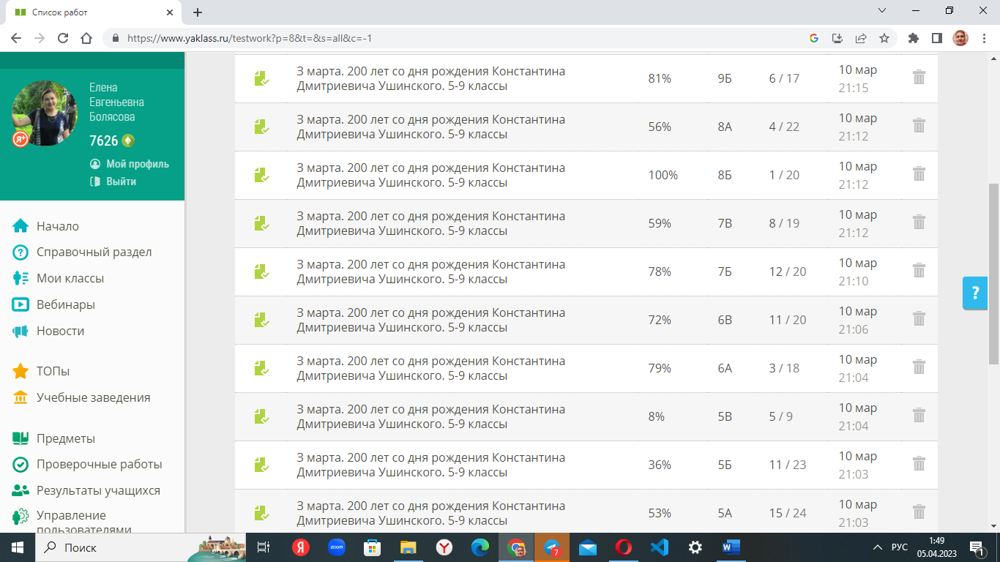 Список работ
https://www.yaklass.ru/testwork?p=8&t=&s=all&c=-1
Елена
Евгеньевна
Болясова
7626
Я+
Мой профиль
Выйти
Начало
Справочный раздел
Мои классы
Вебинары
Новости
ТОПы
Учебные заведения
Предметы
Проверочные работы
Результаты учащихся
Управление
пользователями
3 марта. 200 лет со дня рождения Константина
Дмитриевича Ушинского. 5-9 классы
81% 9Б 6 / 17 10 мар
21:15
3 марта. 200 лет со дня рождения Константина
Дмитриевича Ушинского. 5-9 классы
56% 8А 4 / 22 10 мар
21:12
3 марта. 200 лет со дня рождения Константина
Дмитриевича Ушинского. 5-9 классы
100% 8Б 1 / 20 10 мар
21:12
3 марта. 200 лет со дня рождения Константина
Дмитриевича Ушинского. 5-9 классы
59% 7В 8 / 19 10 мар
21:12
3 марта. 200 лет со дня рождения Константина
Дмитриевича Ушинского. 5-9 классы
78% 7Б 12 / 20 10 мар
21:10
3 марта. 200 лет со дня рождения Константина
Дмитриевича Ушинского. 5-9 классы
72% 6В 11 / 20 10 мар
21:06
3 марта. 200 лет со дня рождения Константина
Дмитриевича Ушинского. 5-9 классы
79% 6А 3 / 18 10 мар
21:04
3 марта. 200 лет со дня рождения Константина
Дмитриевича Ушинского. 5-9 классы
8% 5В 5 / 9 10 мар
21:04
3 марта. 200 лет со дня рождения Константина
Дмитриевича Ушинского. 5-9 классы
36% 5Б 11 / 23 10 мар
21:03
3 марта. 200 лет со дня рождения Константина
Дмитриевича Ушинского. 5-9 классы
53% 5А 15 / 24 10 мар
21:03
?
Поиск
Я
zoom
Y
7
W
РУС
1:49
05.04.2023
1